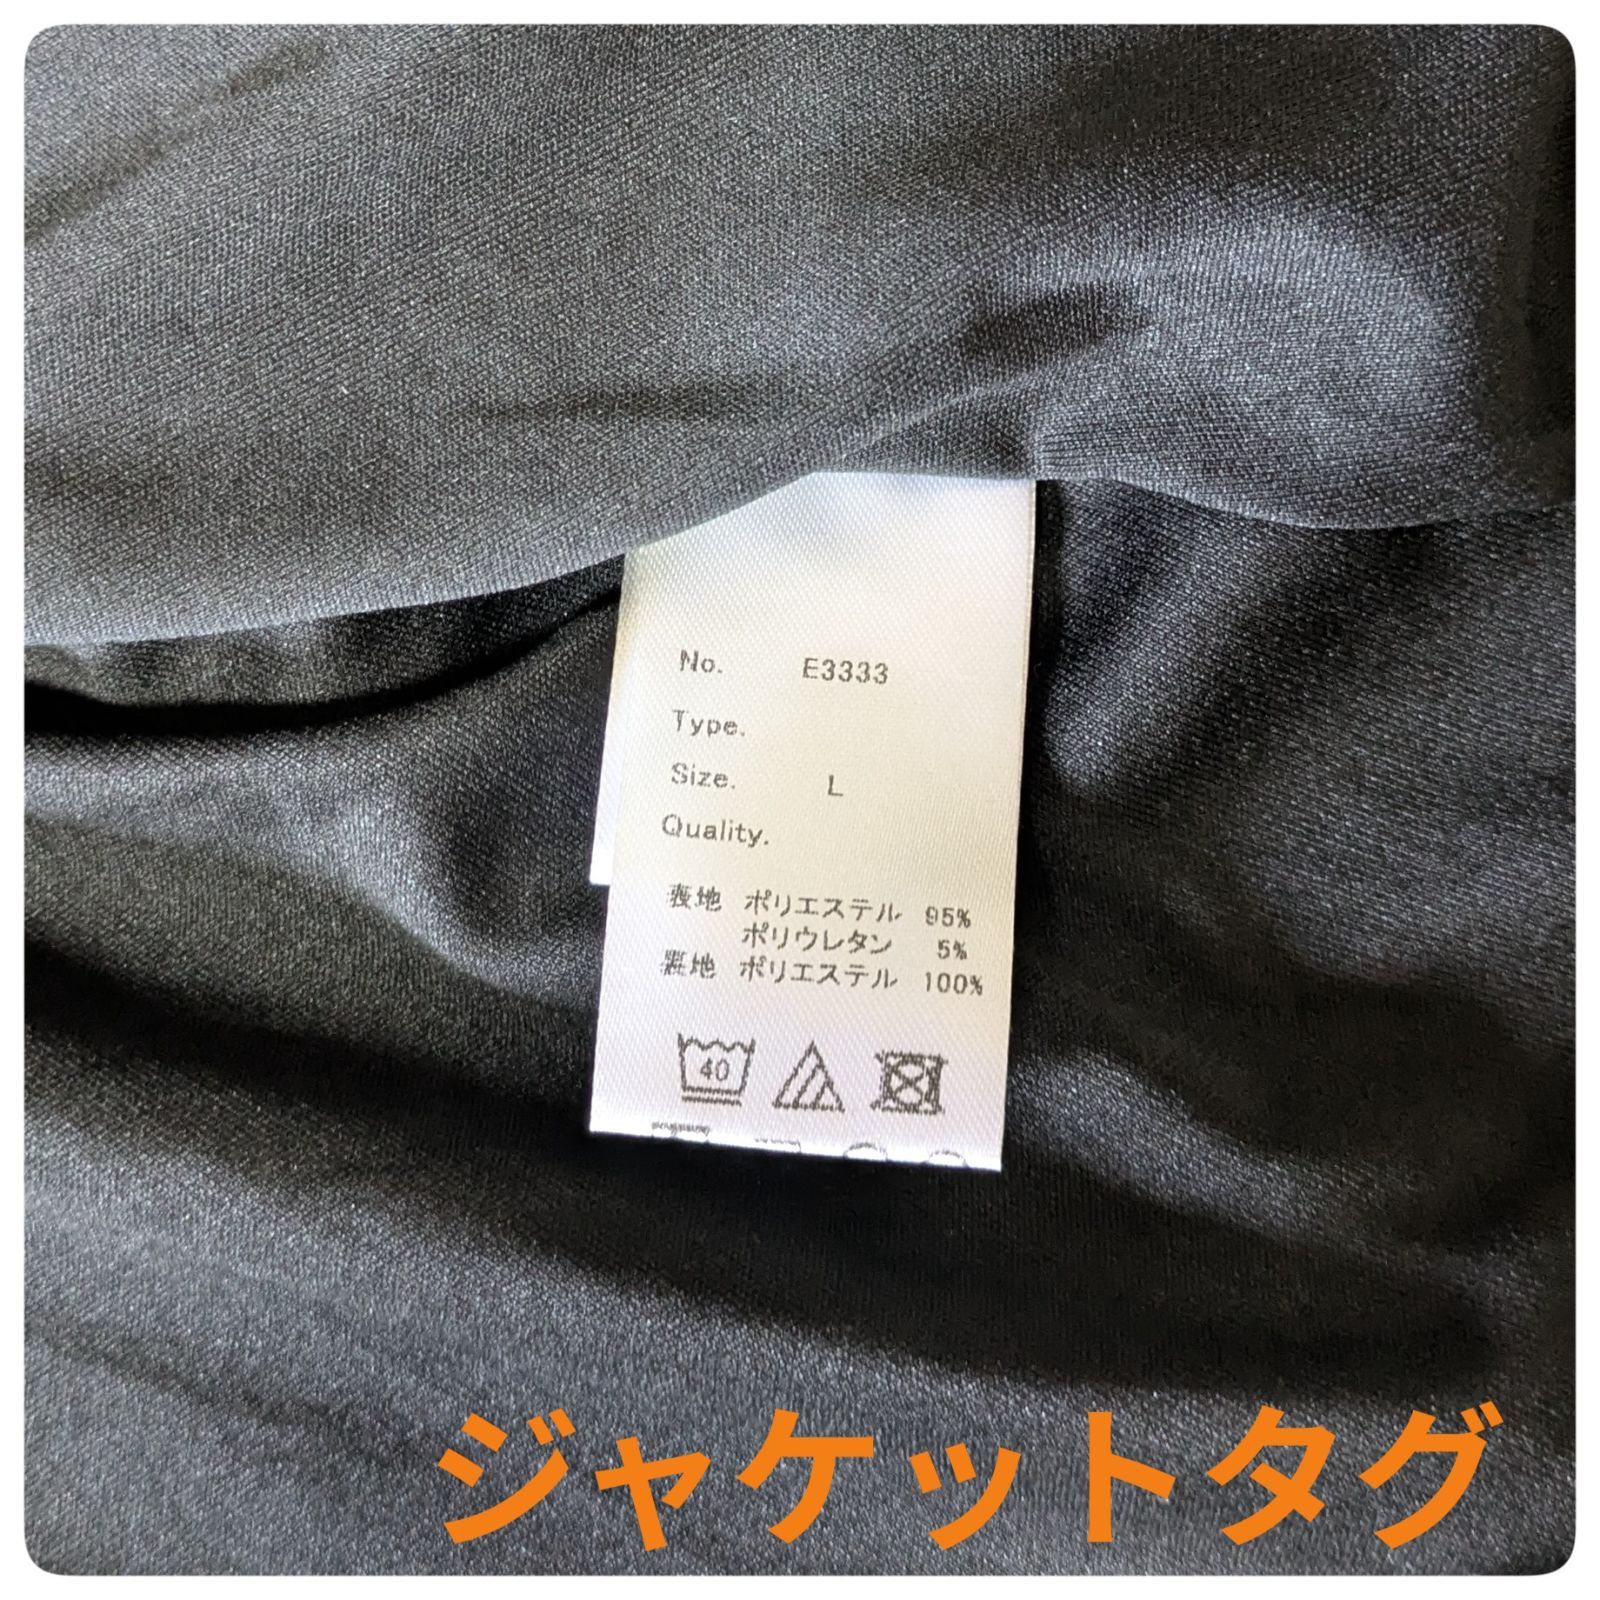 No. E3333
Type.
Size. L
Quality.
表地 ポリエステル 95%
ポリウレタン 5%
裏地 ポリエステル 100%
40
ジャケットタグ